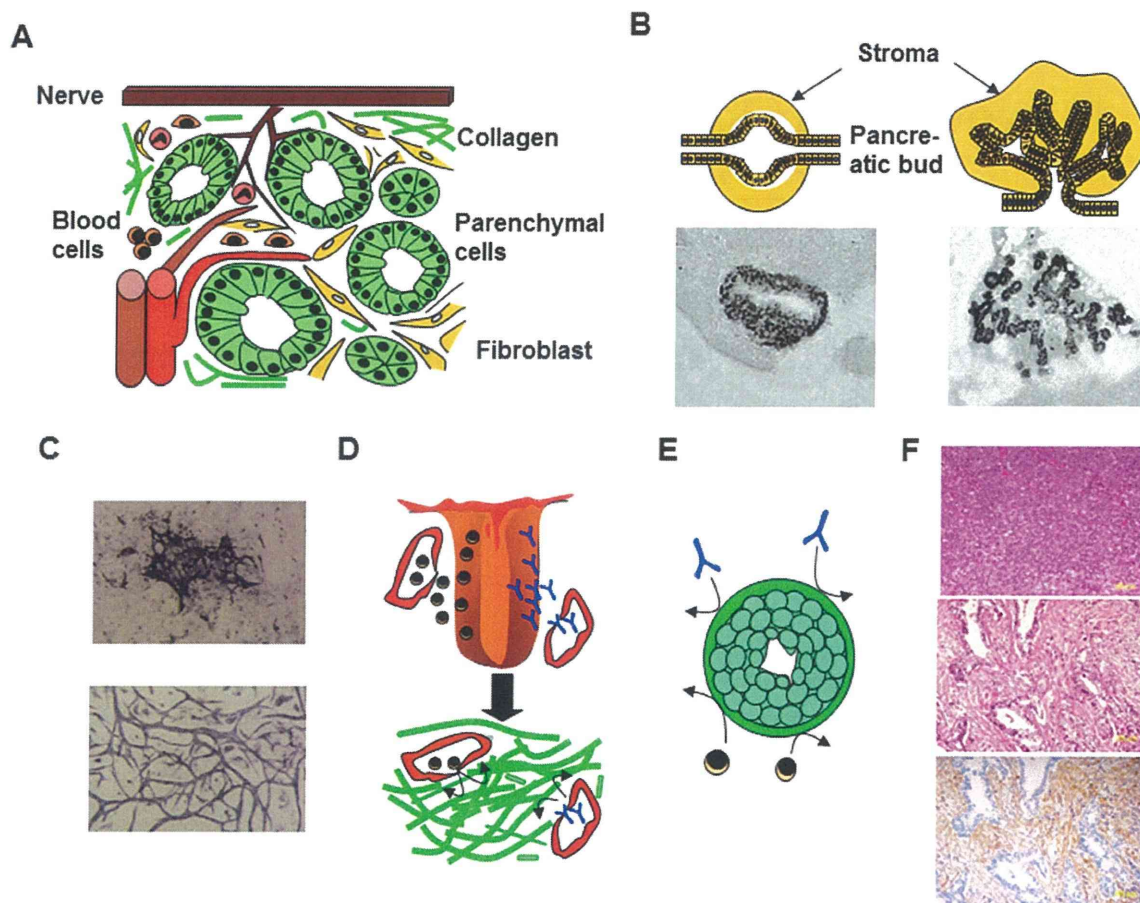 A
Nerve
Collagen
Blood
cells
Parenchymal
cells
Fibroblast
B
Stroma
Pancre-
atic bud
C
D
E
F